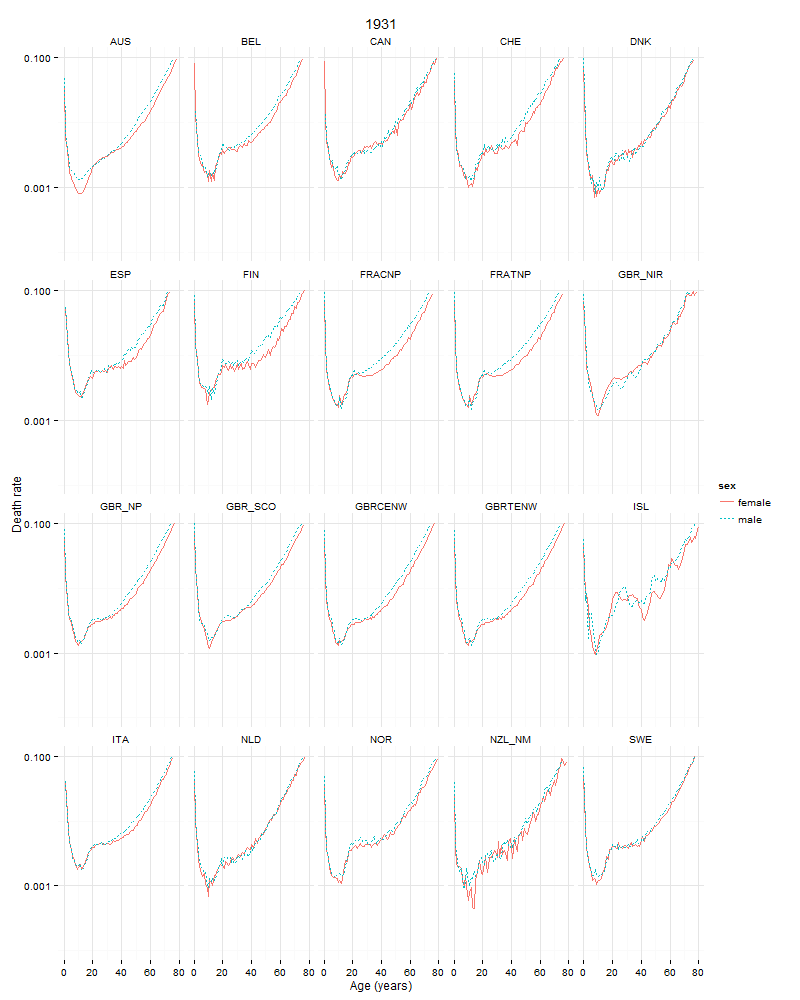 1931
AUS BEL CAN CHE DNK
0.100
0.001
ESP FIN FRACNP FRATNP GBR_NIR
0.100
0.001
Death rate
sex
female
male
GBR_NP GBR_SCO GBRCENW GBRTENW ISL
0.100
0.001
ITA NLD NOR NZL_NM SWE
0.100
0.001
0 20 40 60 80 0 20 40 60 80 0 20 40 60 80 0 20 40 60 80 0 20 40 60 80
Age (years)